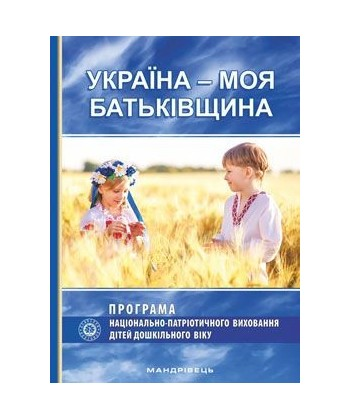 УКРАЇНА – МОЯ
БАТЬКІВЩИНА
ПРОГРАМА
НАЦІОНАЛЬНО-ПАТРІОТИЧНОГО ВИХОВАННЯ
ДІТЕЙ ДОШКІЛЬНОГО ВІКУ
МАНДРІВЕЦЬ